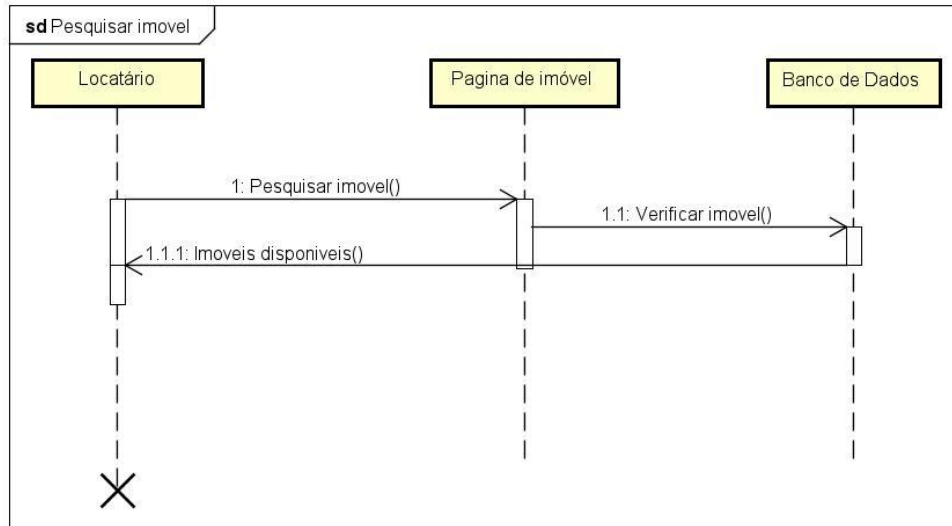 sd Pesquisar imovel
Locatário
Pagina de imóvel
Banco de Dados
1: Pesquisar imovel()
1.1: Verificar imovel()
1.1.1: Imoveis disponiveis()